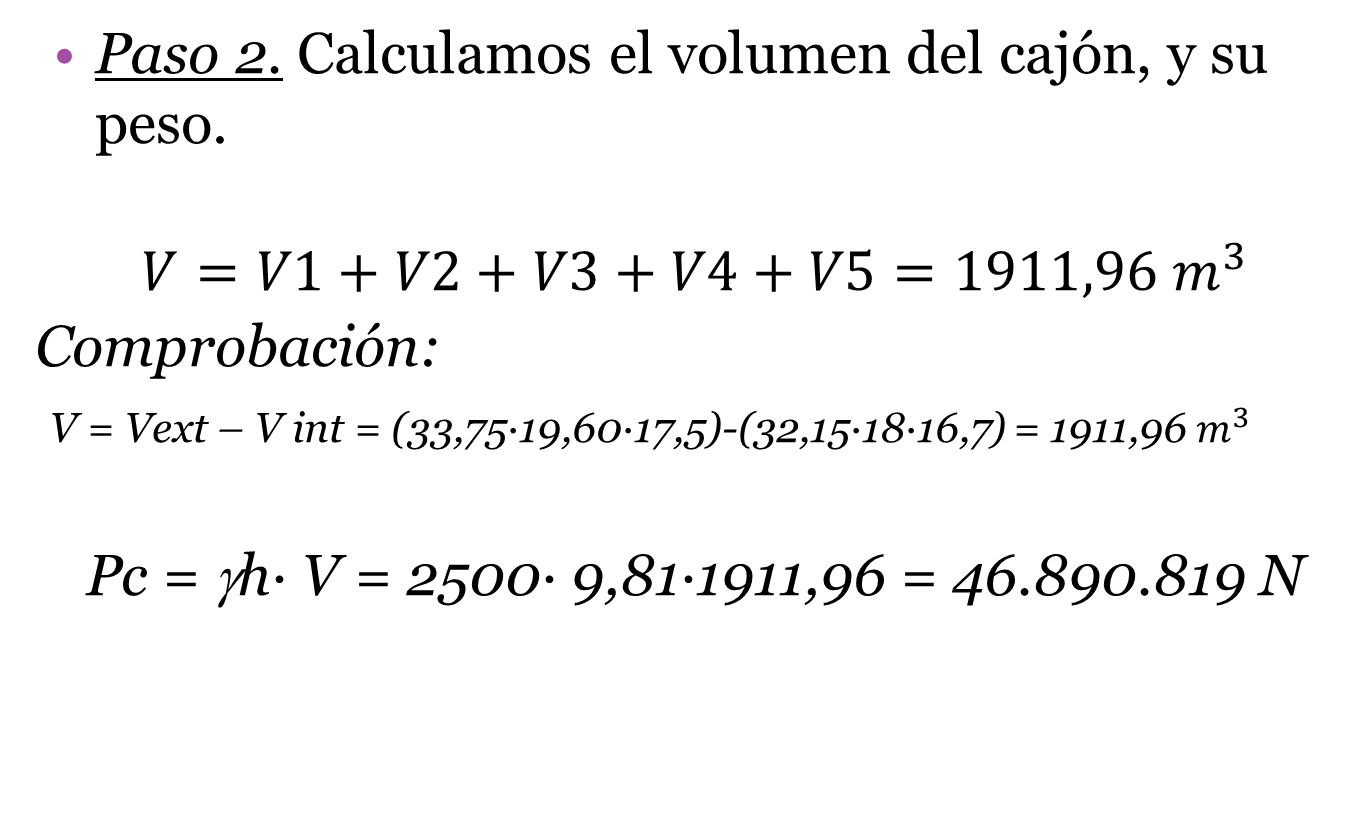 • Paso 2. Calculamos el volumen del cajón, y su
peso.
V = V1 + V2 + V3 + V4 + V5 = 1911,96 m³
Comprobación:
V = Vext – V int = (33,75·19,60·17,5)-(32,15·18·16,7) = 1911,96 m³
Pc = γh· V = 2500· 9,81·1911,96 = 46.890.819 N